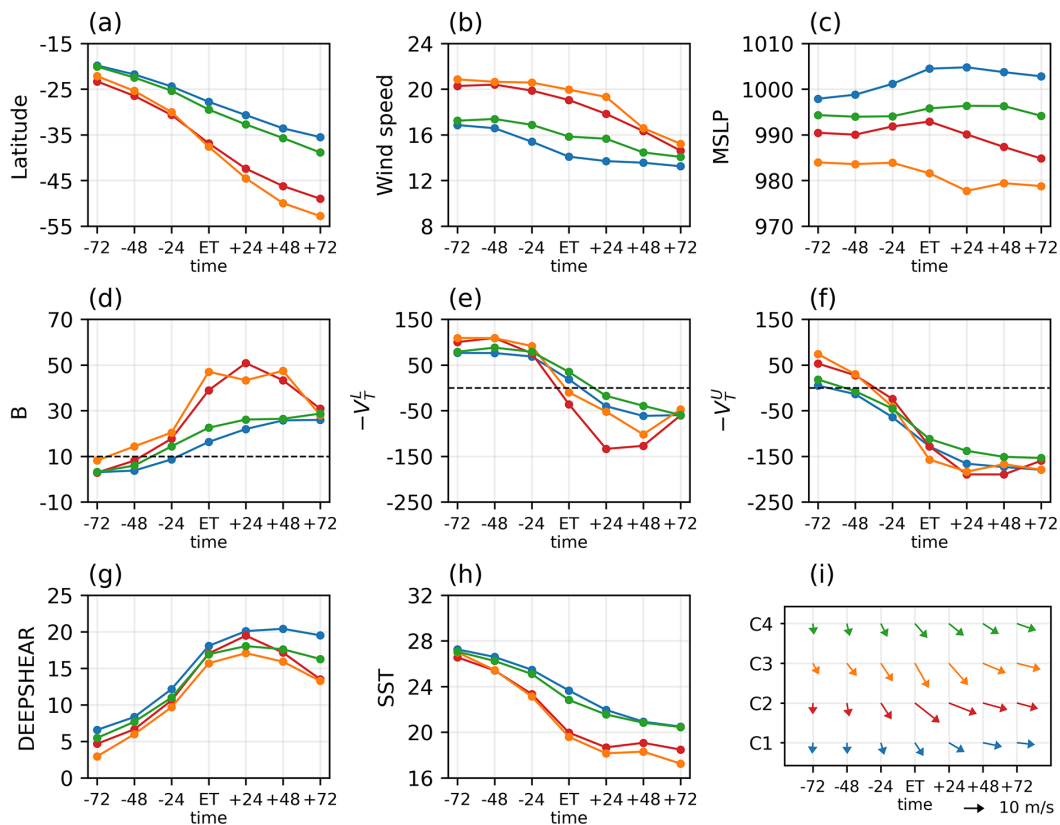 (a)
(b)
(c)
-15
-25
-35
-45
-55
Latitude
-72 -48 -24 ET +24 +48 +72
time
24
20
16
12
8
Wind speed
-72 -48 -24 ET +24 +48 +72
time
1010
1000
990
980
970
MSLP
-72 -48 -24 ET +24 +48 +72
time
(d)
(e)
(f)
70
50
30
10
-10
B
-72 -48 -24 ET +24 +48 +72
time
150
50
-50
-150
-250
$-V_T^L$
-72 -48 -24 ET +24 +48 +72
time
150
50
-50
-150
-250
$-V_T^U$
-72 -48 -24 ET +24 +48 +72
time
(g)
(h)
(i)
25
20
15
10
5
0
DEEPSHEAR
-72 -48 -24 ET +24 +48 +72
time
32
28
24
20
16
SST
-72 -48 -24 ET +24 +48 +72
time
C4
C3
C2
C1
-72 -48 -24 ET +24 +48 +72
time
10 m/s